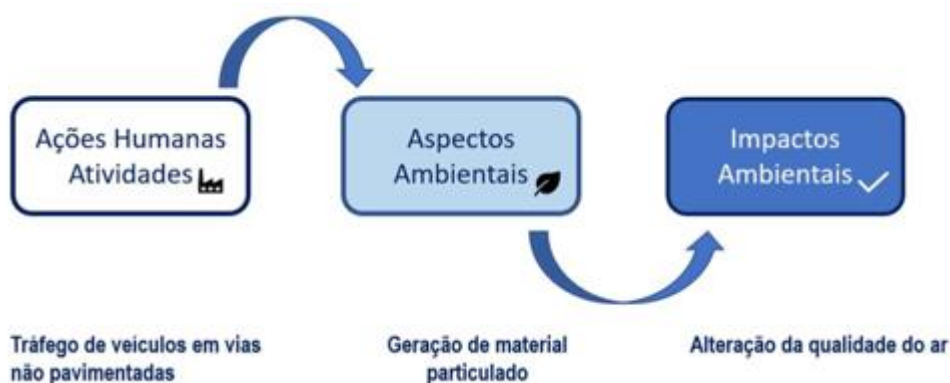 Ações Humanas
Atividades
Aspectos
Ambientais
Impactos
Ambientais
Tráfego de veículos em vias
não pavimentadas
Geração de material
particulado
Alteração da qualidade do ar